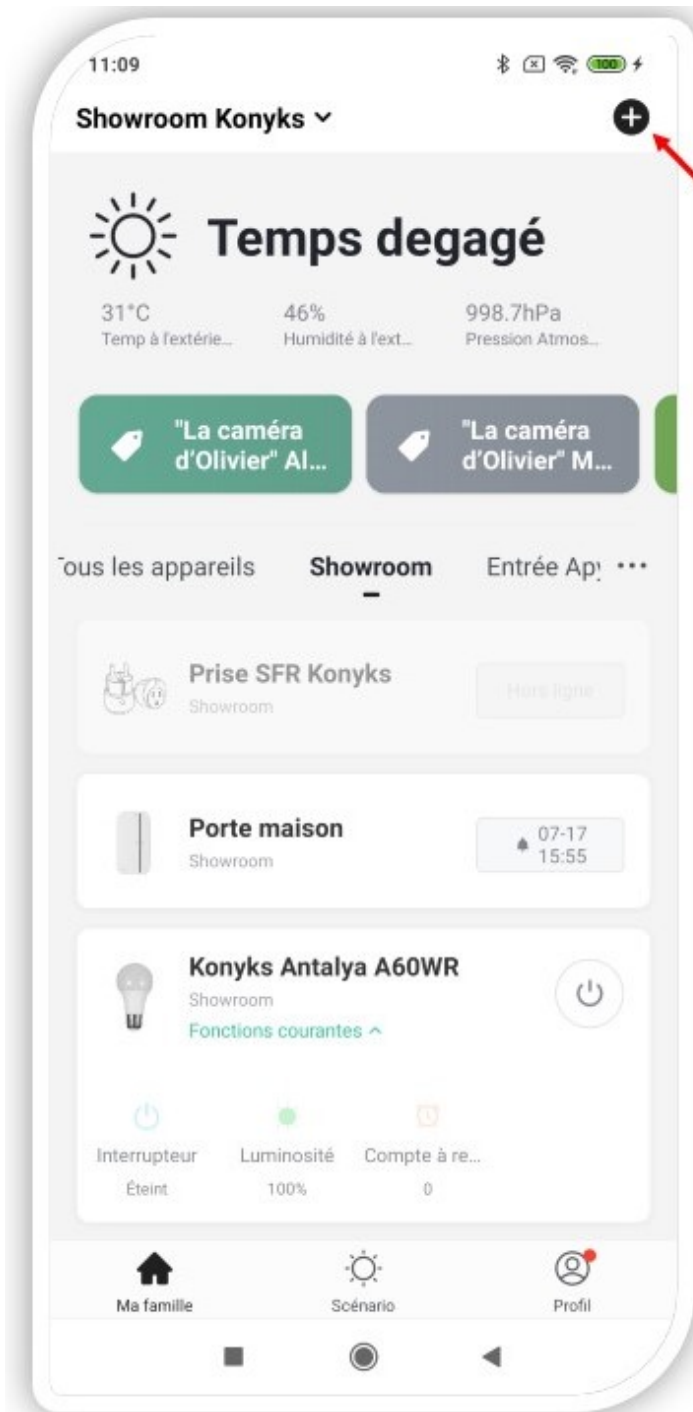 11:09
100
Showroom Konyks
Temps degagé
31°C 46% 998.7hPa
Temp à l'extérie... Humidité à l'ext... Pression Atmos...
"La caméra d'Olivier" Al...
"La caméra d'Olivier" M...
ous les appareils Showroom Entrée Ap
Prise SFR Konyks
Showroom
Hors ligne
Porte maison
Showroom
07-17
15:55
Konyks Antalya A60WR
Showroom
Fonctions courantes
Interrupteur Luminosité Compte à re...
Éteint 100% 0
Ma famille Scénario Profil